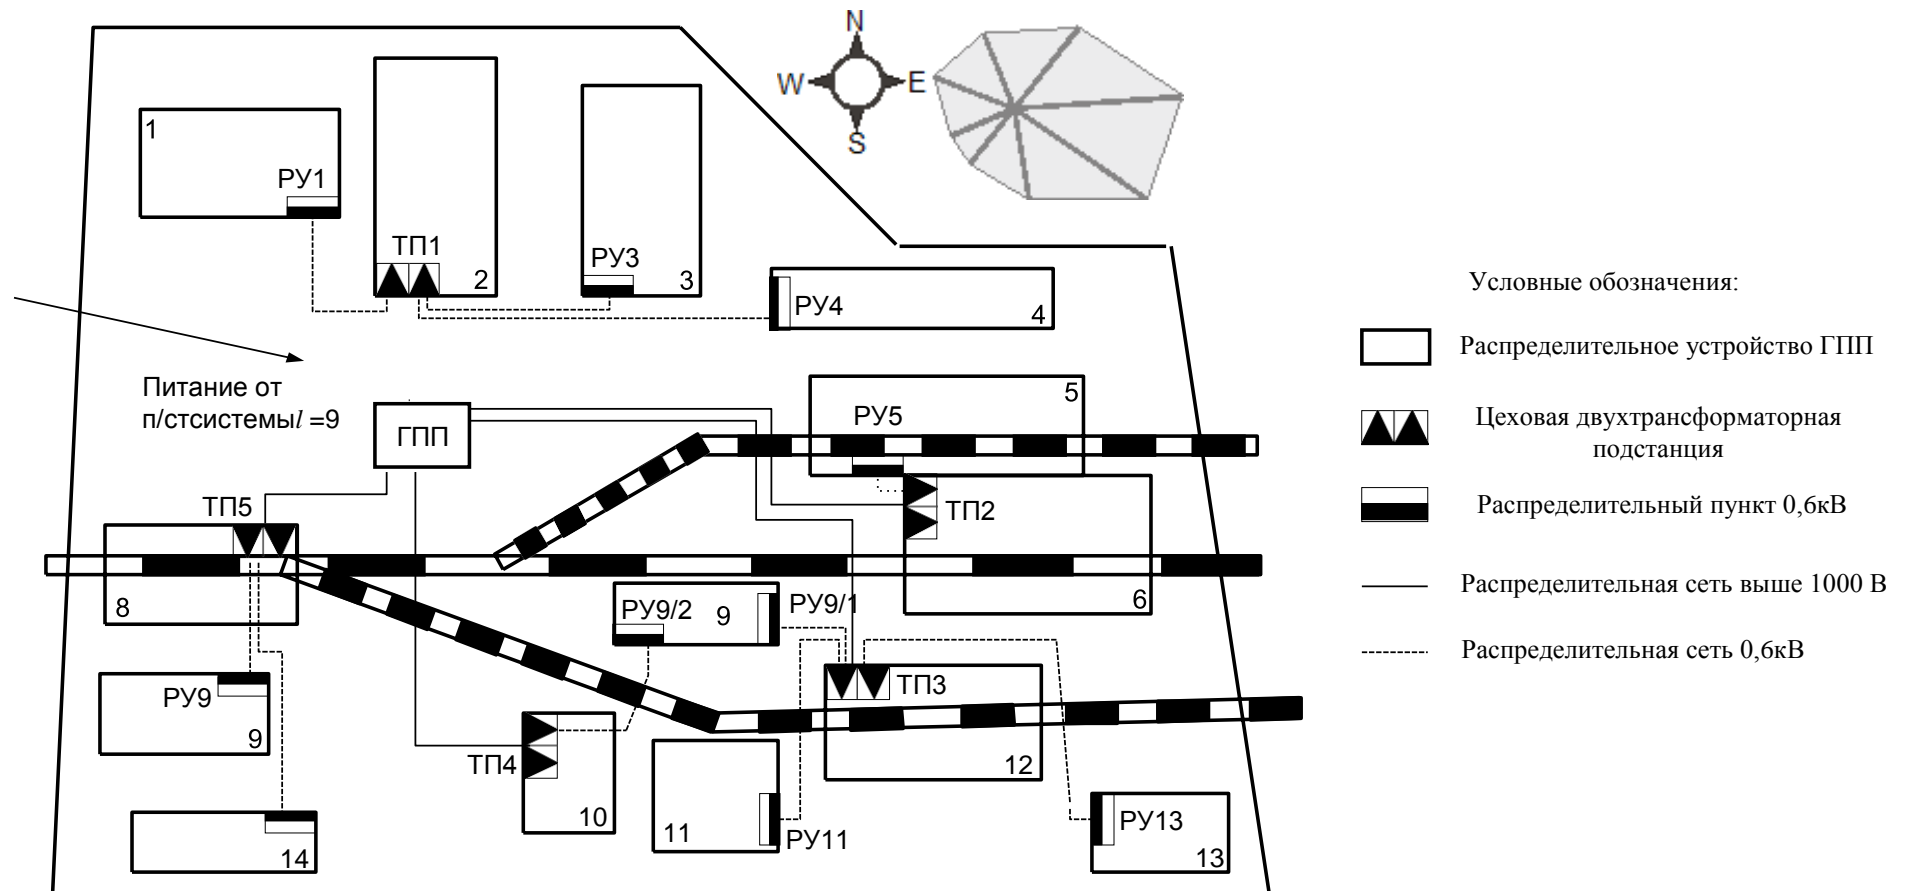 N
W
E
S
1
РУ1
ТП1
2
РУ3
3
РУ4
4
Питание от
п/стсистемыl =9
ГПП
5
РУ5
ТП5
ТП2
8
6
РУ9/2
9
РУ9/1
РУ9
9
ТП3
ТП4
12
10
11
РУ11
РУ13
13
14
Условные обозначения:
Распределительное устройство ГПП
Цеховая двухтрансформаторная
подстанция
Распределительный пункт 0,6кВ
Распределительная сеть выше 1000 В
Распределительная сеть 0,6кВ